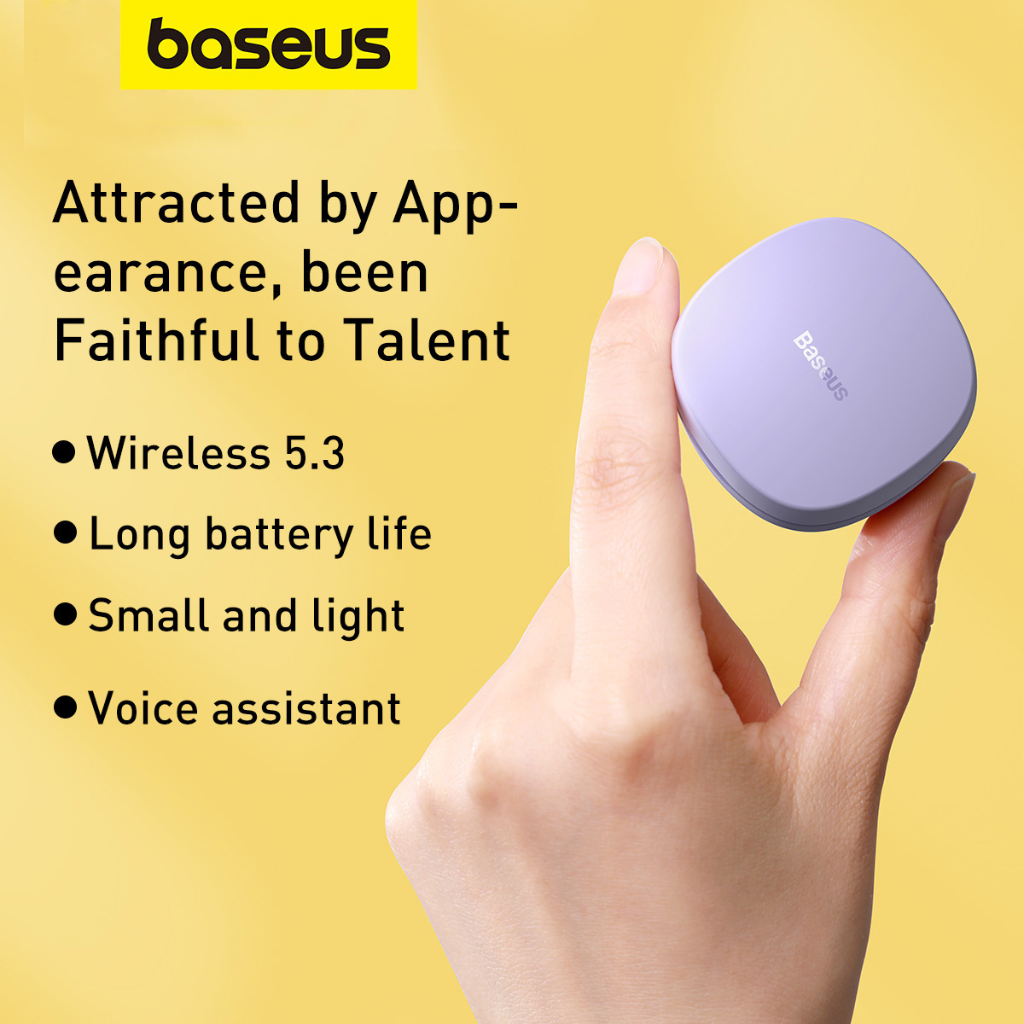 baseus
Attracted by App-
earance, been
Faithful to Talent
● Wireless 5.3
● Long battery life
● Small and light
● Voice assistant
Baseus